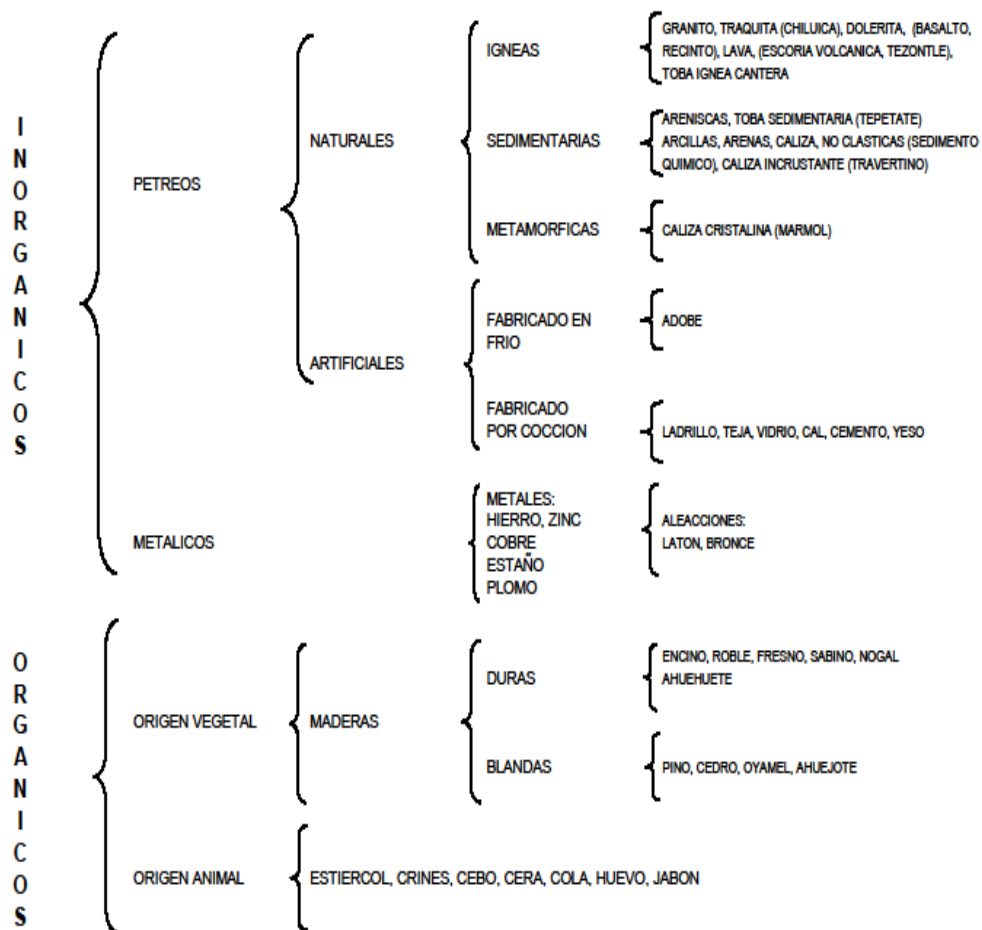 INORGANICOS
PETREOS
NATURALES
IGNEAS
GRANITO, TRAQUITA (CHILUICA), DOLERITA, (BASALTO,
RECINTO), LAVA, (ESCORIA VOLCANICA, TEZONTLE),
TOBA IGNEA CANTERA
SEDIMENTARIAS
ARENISCAS, TOBA SEDIMENTARIA (TEPETATE)
ARCILLAS, ARENAS, CALIZA, NO CLASTICAS (SEDIMENTO
QUIMICO), CALIZA INCRUSTANTE (TRAVERTINO)
METAMORFICAS
CALIZA CRISTALINA (MARMOL)
ARTIFICIALES
FABRICADO EN
FRIO
ADOBE
FABRICADO
POR COCCION
LADRILLO, TEJA, VIDRIO, CAL, CEMENTO, YESO
METALICOS
METALES:
HIERRO, ZINC
COBRE
ESTAÑO
PLOMO
ALEACCIONES:
LATON, BRONCE
ORGANICOS
ORIGEN VEGETAL
MADERAS
DURAS
ENCINO, ROBLE, FRESNO, SABINO, NOGAL
AHUEHUETE
BLANDAS
PINO, CEDRO, OYAMEL, AHUEJOTE
ORIGEN ANIMAL
ESTIERCOL, CRINES, CEBO, CERA, COLA, HUEVO, JABON